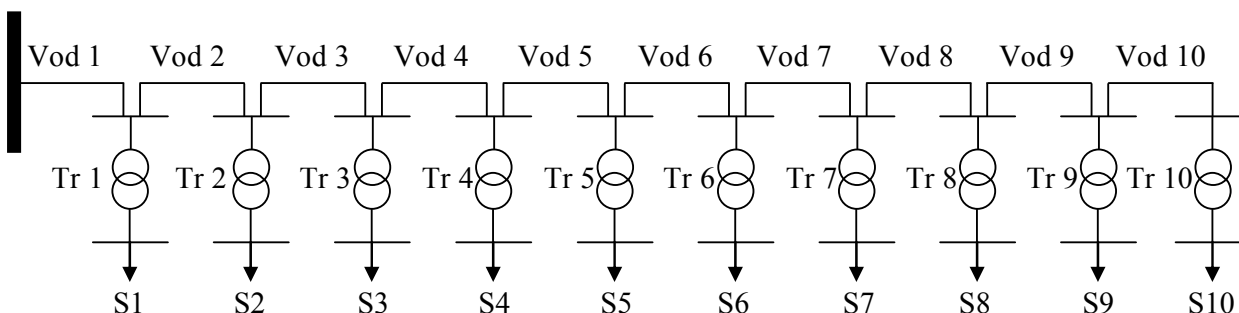 Vod 1 Vod 2 Vod 3 Vod 4 Vod 5 Vod 6 Vod 7 Vod 8 Vod 9 Vod 10
Tr 1 Tr 2 Tr 3 Tr 4 Tr 5 Tr 6 Tr 7 Tr 8 Tr 9 Tr 10
S1 S2 S3 S4 S5 S6 S7 S8 S9 S10